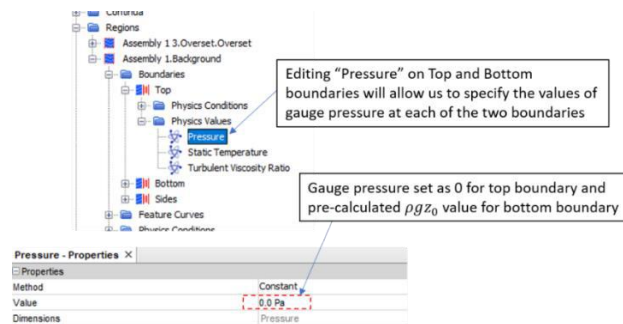 Continua
Regions
Assembly 1 3.Overset.Overset
Assembly 1.Background
Boundaries
Top
Physics Conditions
Physics Values
Pressure
Static Temperature
Turbulent Viscosity Ratio
Bottom
Sides
Feature Curves
Physics Conditions
Editing “Pressure” on Top and Bottom
boundaries will allow us to specify the values of
gauge pressure at each of the two boundaries
Gauge pressure set as 0 for top boundary and
pre-calculated ρgz₀ value for bottom boundary
Pressure - Properties ×
Properties
Method Constant
Value 0.0 Pa
Dimensions Pressure